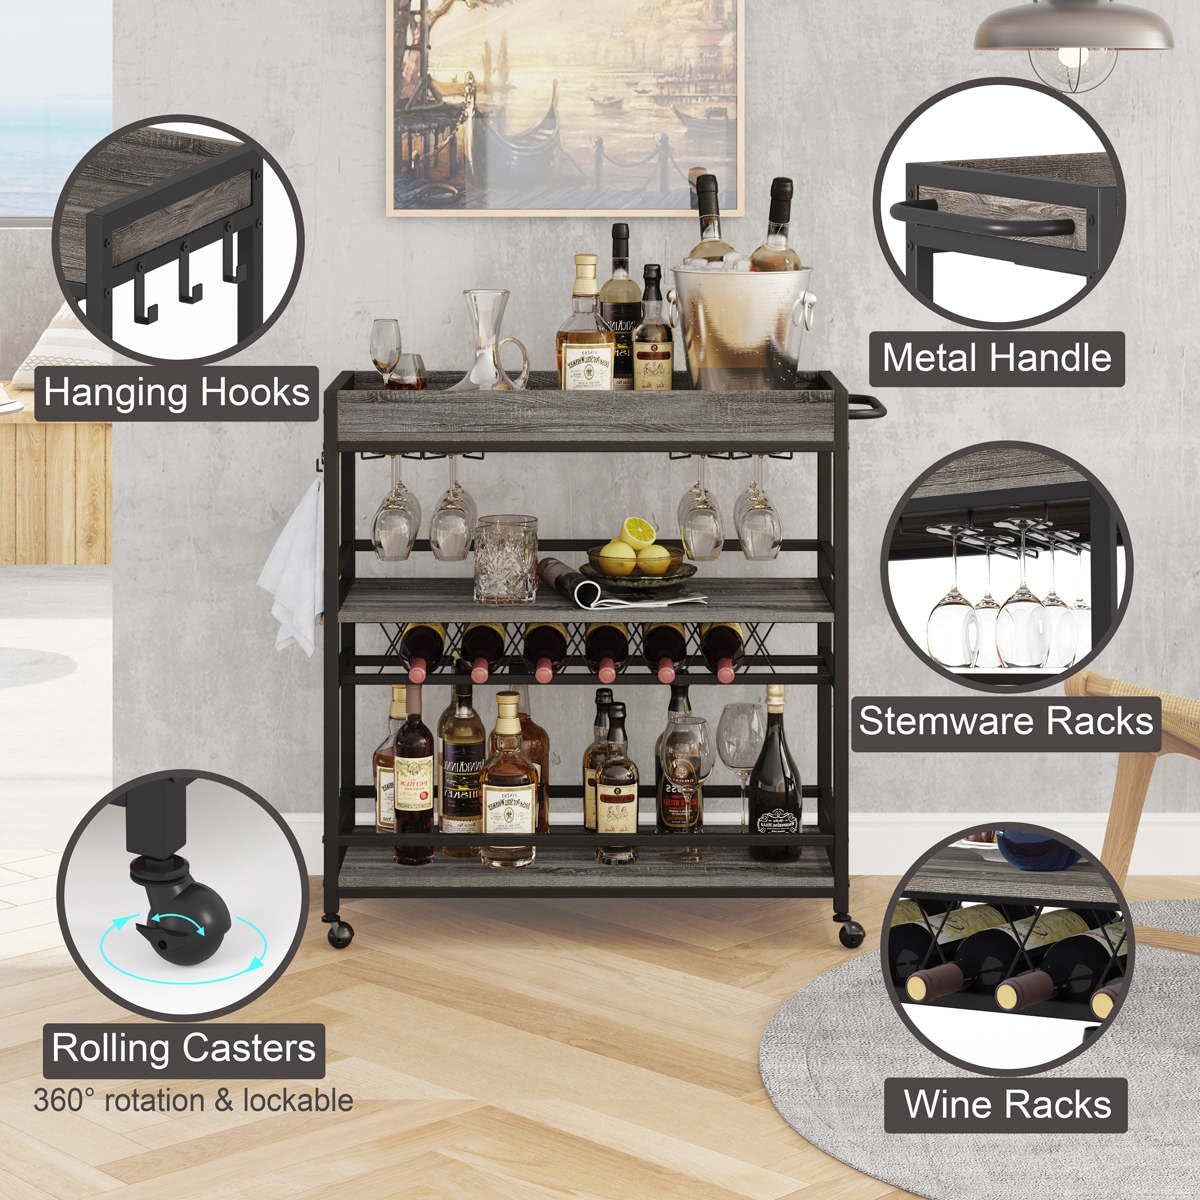 Hanging Hooks
Metal Handle
Stemware Racks
Rolling Casters
360° rotation & lockable
Wine Racks